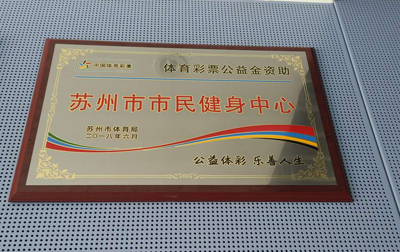 中国体育彩票
体育彩票公益金资助
苏州市市民健身中心
苏州市体育局
二〇一八年六月
公益体彩 乐善人生